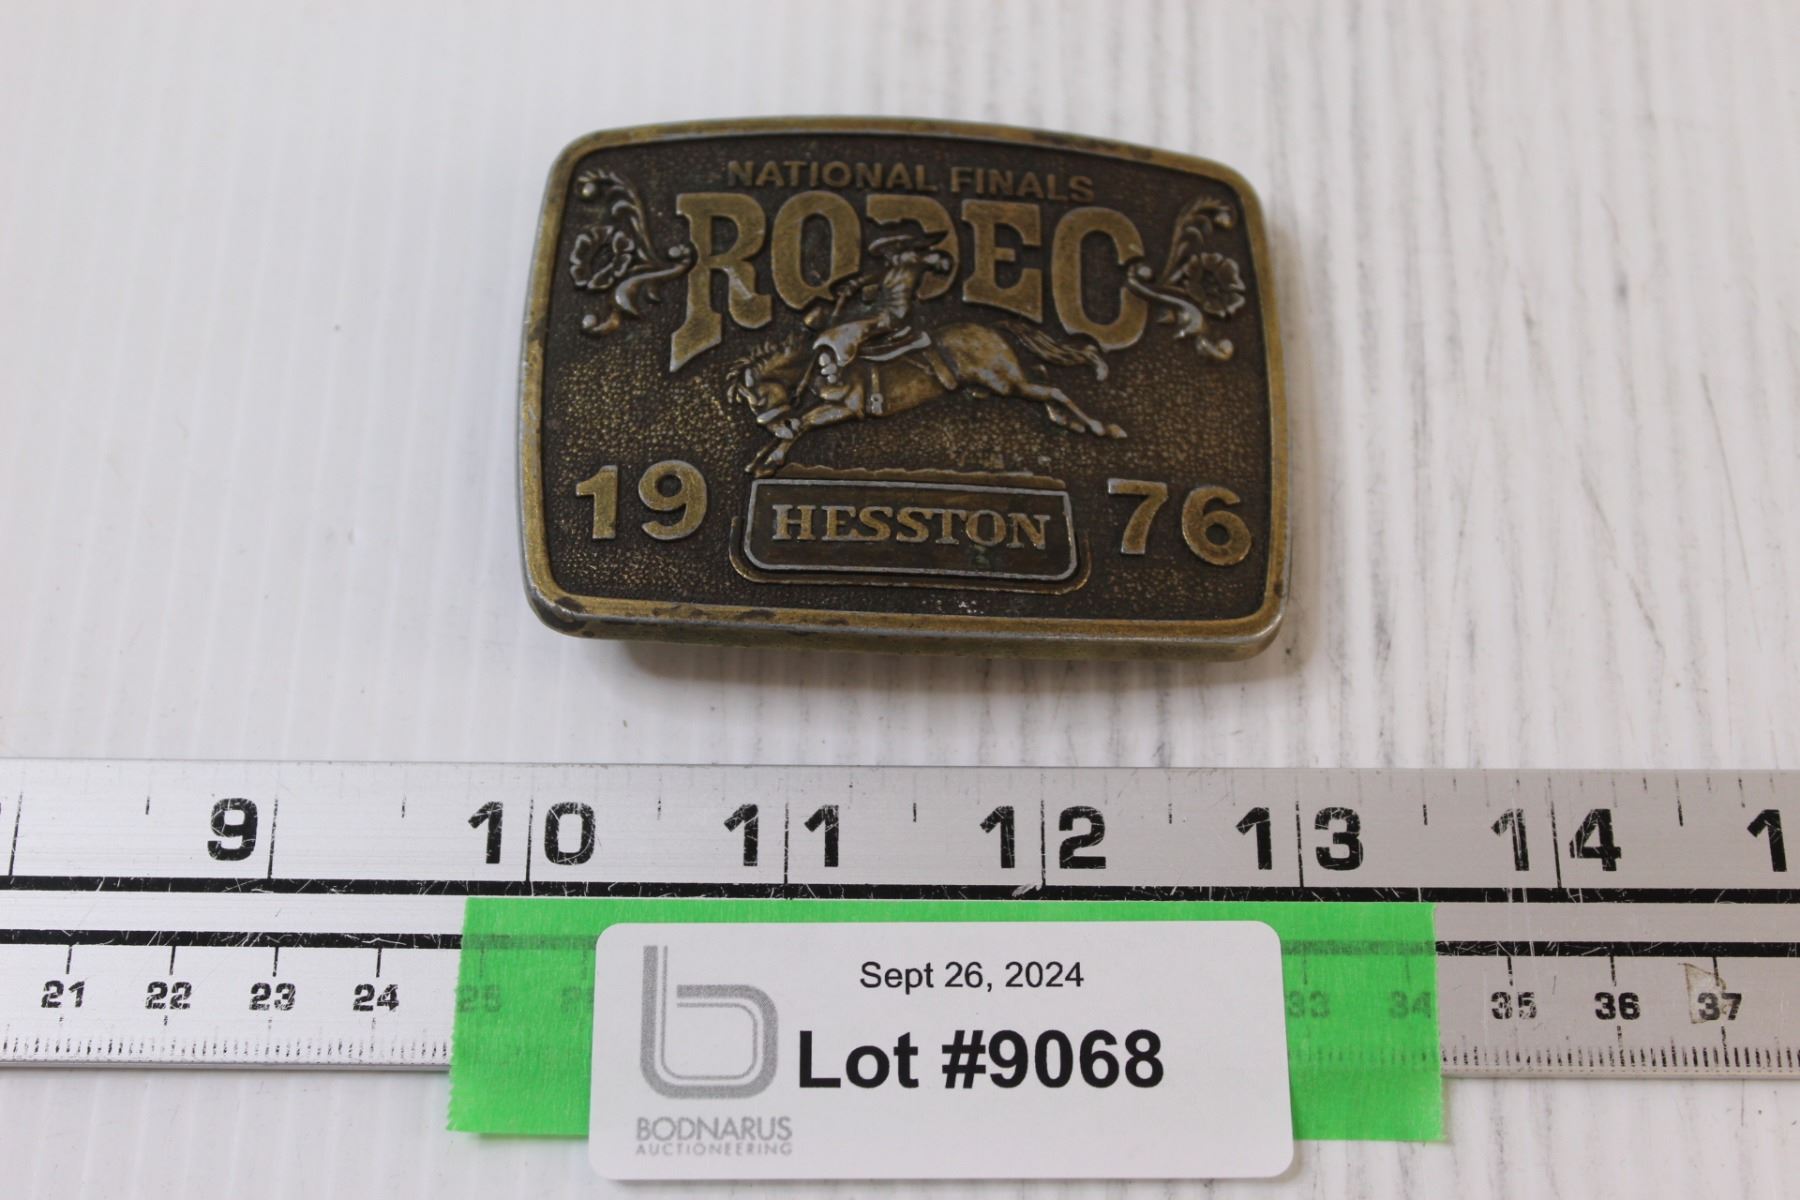 NATIONAL FINALS
RODEO
19 76
HESSTON
9 10 11 12 13 14 1
21 22 23 24 25 33 34 35 36 37
Sept 26, 2024
Lot #9068
BODNARUS
AUCTIONEERING